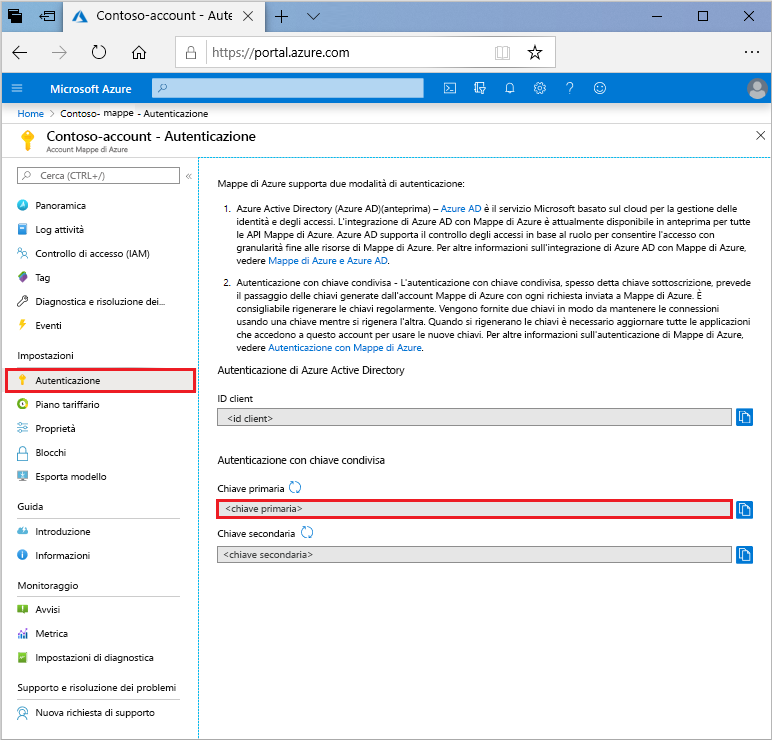 Contoso-account - Aute
https://portal.azure.com
Microsoft Azure
Home > Contoso- mappe - Autenticazione
Contoso-account - Autenticazione
Account Mappe di Azure
Cerca (CTRL+/)
Panoramica
Log attività
Controllo di accesso (IAM)
Tag
Diagnostica e risoluzione dei...
Eventi
Impostazioni
Autenticazione
Piano tariffario
Proprietà
Blocchi
Esporta modello
Guida
Introduzione
Informazioni
Monitoraggio
Avvisi
Metrica
Impostazioni di diagnostica
Supporto e risoluzione dei problemi
Nuova richiesta di supporto
Mappe di Azure supporta due modalità di autenticazione:
1. Azure Active Directory (Azure AD)(anteprima) – Azure AD è il servizio Microsoft basato sul cloud per la gestione delle
identità e degli accessi. L'integrazione di Azure AD con Mappe di Azure è attualmente disponibile in anteprima per tutte
le API Mappe di Azure. Azure AD supporta il controllo degli accessi in base al ruolo per consentire l'accesso con
granularità fine alle risorse di Mappe di Azure. Per altre informazioni sull'integrazione di Azure AD con Mappe di Azure,
vedere Mappe di Azure e Azure AD.
2. Autenticazione con chiave condivisa - L'autenticazione con chiave condivisa, spesso detta chiave sottoscrizione, prevede
il passaggio delle chiavi generate dall'account Mappe di Azure con ogni richiesta inviata a Mappe di Azure. È
consigliabile rigenerare le chiavi regolarmente. Vengono fornite due chiavi in modo da mantenere le connessioni
usando una chiave mentre si rigenera l'altra. Quando si rigenerano le chiavi è necessario aggiornare tutte le applicazioni
che accedono a questo account per usare le nuove chiavi. Per altre informazioni sull'autenticazione di Mappe di Azure,
vedere Autenticazione con Mappe di Azure.
Autenticazione di Azure Active Directory
ID client
<id client>
Autenticazione con chiave condivisa
Chiave primaria
<chiave primaria>
Chiave secondaria
<chiave secondaria>